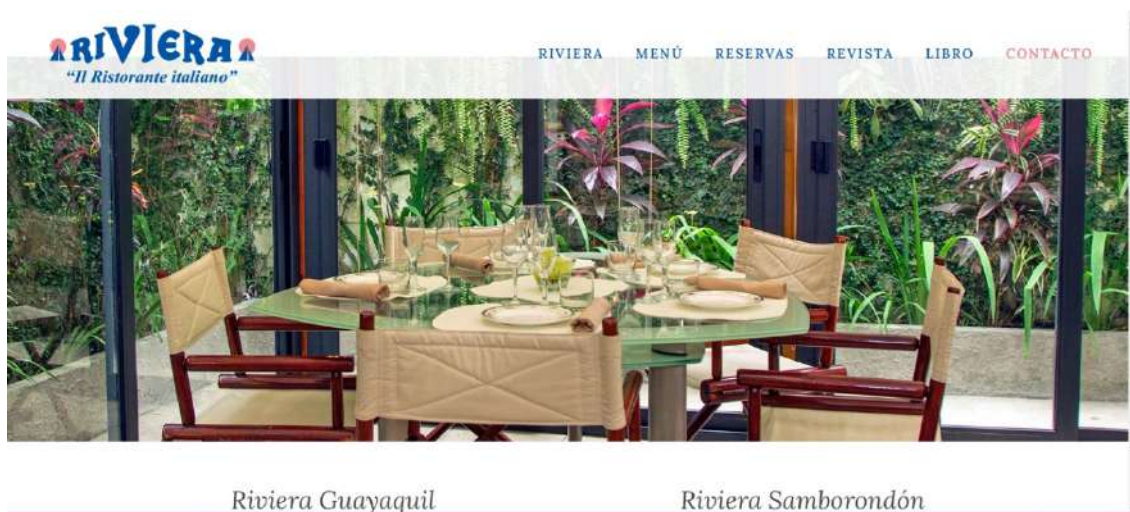 RIVIERA
"Il Ristorante italiano"
RIVIERA MENÚ RESERVAS REVISTA LIBRO CONTACTO
Riviera Guayaquil
Riviera Samborondón